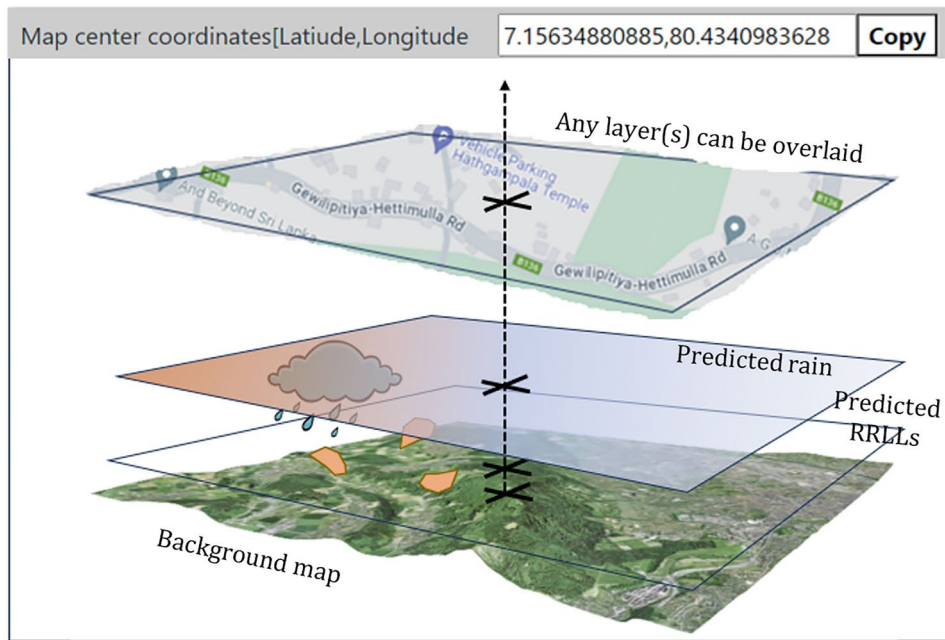 Map center coordinates[Latiude,Longitude
7.15634880885,80.4340983628
Copy
Any layer(s) can be overlaid
Vehicle Parking
Hathgampala Temple
B136
And Beyond Sri Lanka
Gewilipitiya-Hettimulla Rd
B136
A G
B136
Gewilipitiya-Hettimulla Rd
Predicted rain
Predicted
RRLLs
Background map